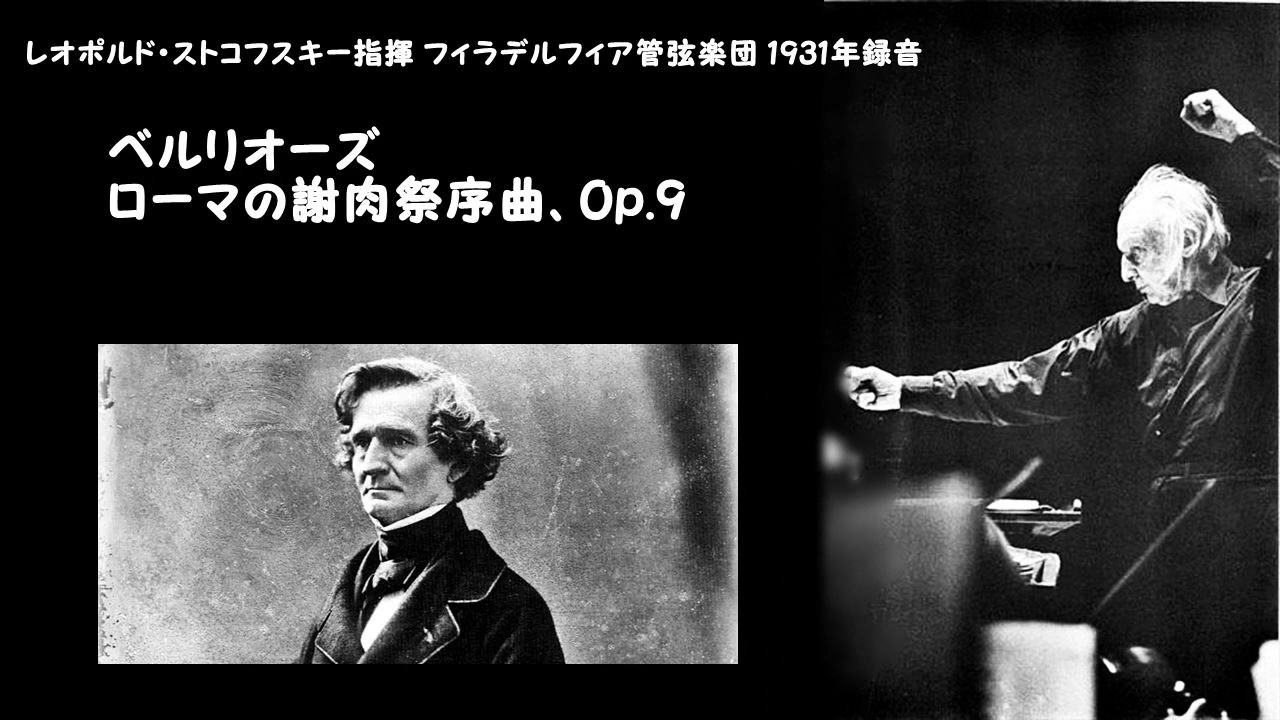 レオポルド・ストコフスキー指揮 フィラデルフィア管弦楽団 1931年録音
ベルリオーズ
ローマの謝肉祭序曲、Op.9